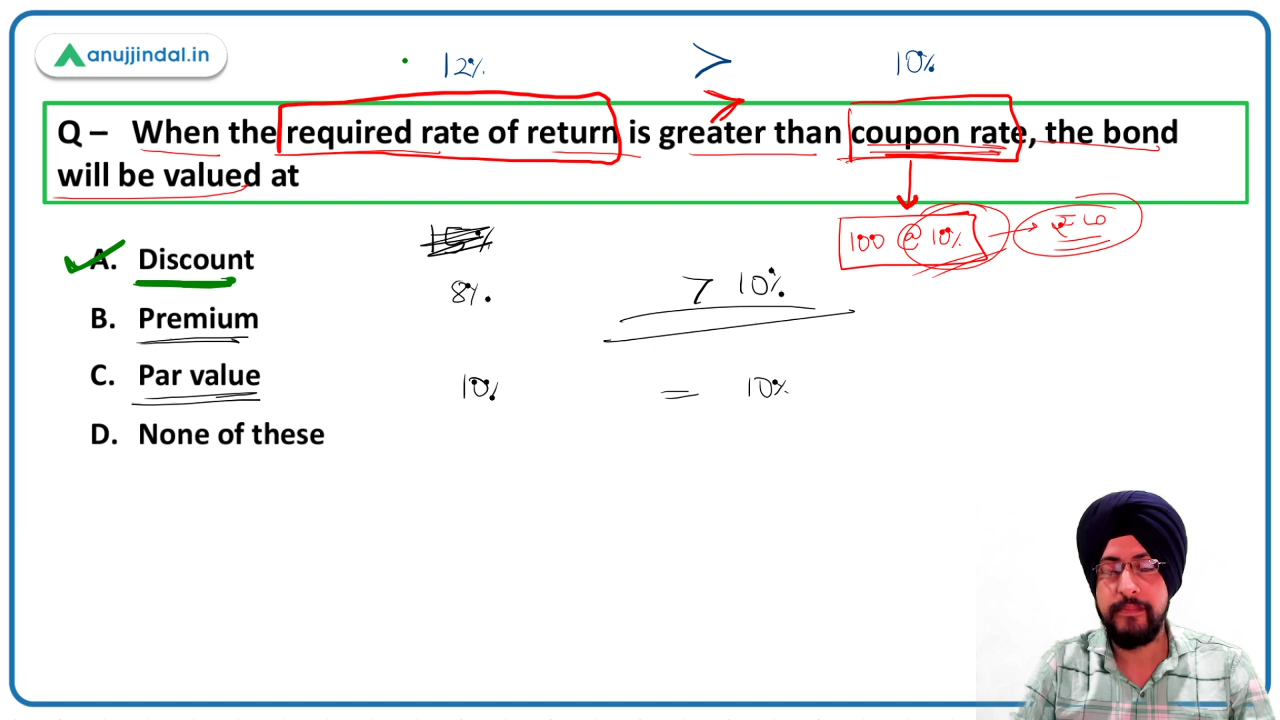 anujjindal.in
12% > 10%
Q – When the required rate of return is greater than coupon rate, the bond
will be valued at
100 @ 10%
A. Discount
8% > 10%
B. Premium
C. Par value
10% = 10%
D. None of these